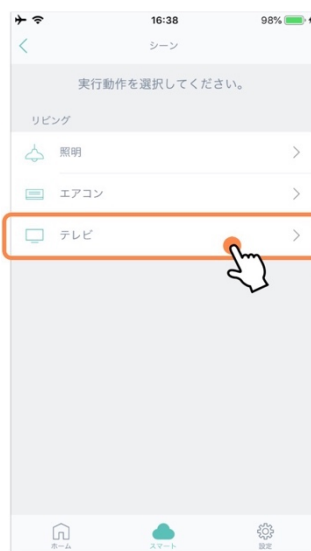 16:38
98%
シーン
実行動作を選択してください。
リビング
照明
エアコン
テレビ
ホーム
スマート
設定